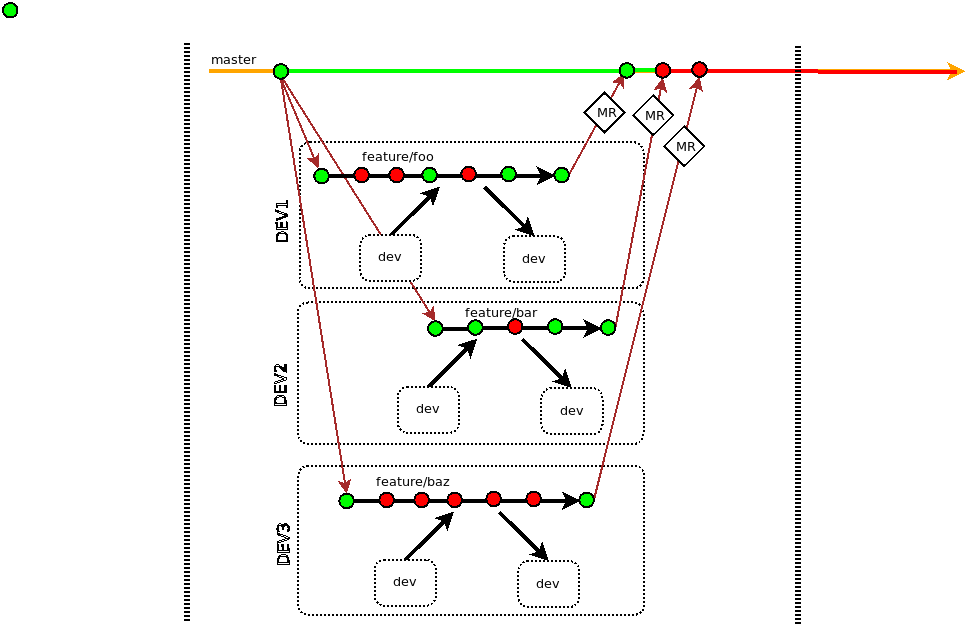 master
MR
MR
MR
feature/foo
DEV1
dev
dev
feature/bar
DEV2
dev
dev
feature/baz
DEV3
dev
dev